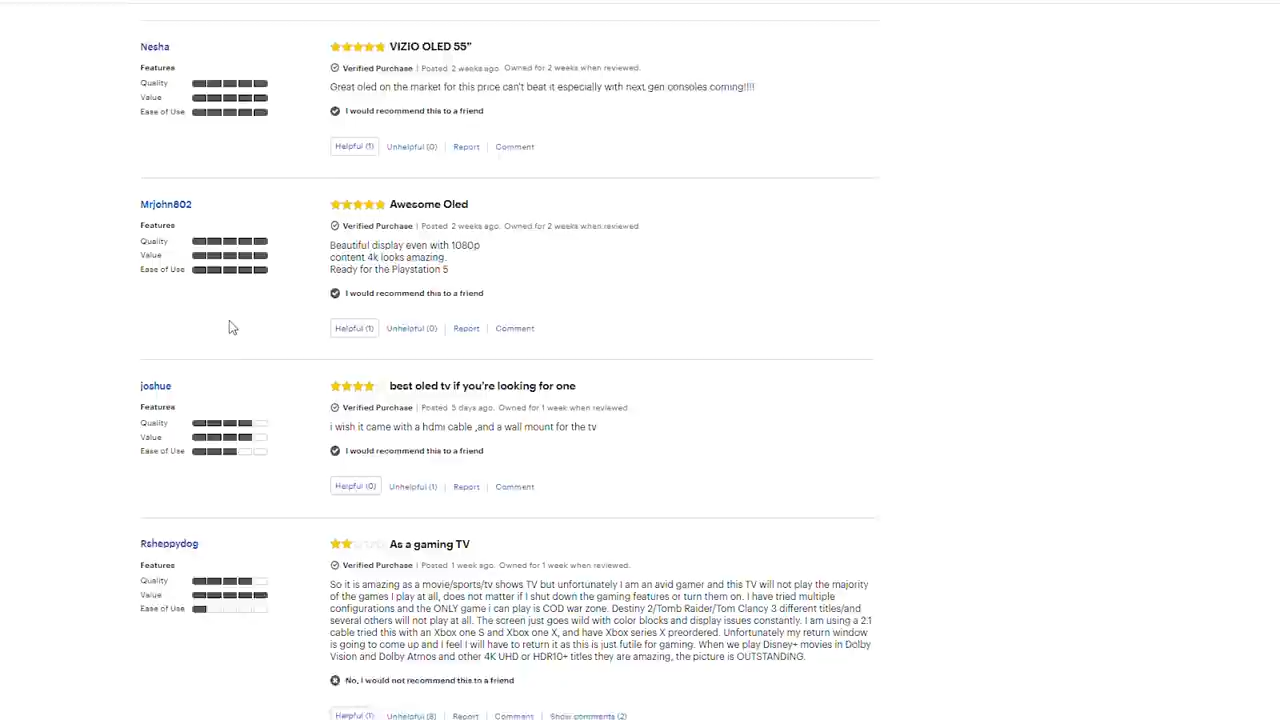 Nesha
VIZIO OLED 55"
Features
Verified Purchase | Posted 2 weeks ago. Owned for 2 weeks when reviewed.
Quality
Great oled on the market for this price can't beat it especially with next gen consoles coming!!!!
Value
Ease of Use
I would recommend this to a friend
Helpful (1) | Unhelpful (0) | Report | Comment
Mrjohn802
Awesome Oled
Features
Verified Purchase | Posted 2 weeks ago. Owned for 2 weeks when reviewed.
Quality
Beautiful display even with 1080p
Value
content 4k looks amazing.
Ease of Use
Ready for the Playstation 5
I would recommend this to a friend
Helpful (1) | Unhelpful (0) | Report | Comment
joshue
best oled tv if you're looking for one
Features
Verified Purchase | Posted 5 days ago. Owned for 1 week when reviewed.
Quality
i wish it came with a hdmi cable ,and a wall mount for the tv
Value
Ease of Use
I would recommend this to a friend
Helpful (0) | Unhelpful (1) | Report | Comment
Rsheppydog
As a gaming TV
Features
Verified Purchase | Posted 1 week ago. Owned for 1 week when reviewed.
Quality
So it is amazing as a movie/sports/tv shows TV but unfortunately I am an avid gamer and this TV will not play the majority
Value
of the games I play at all, does not matter if I shut down the gaming features or turn them on. I have tried multiple
Ease of Use
configurations and the ONLY game i can play is COD war zone. Destiny 2/Tomb Raider/Tom Clancy 3 different titles/and
several others will not play at all. The screen just goes wild with color blocks and display issues constantly. I am using a 2.1
cable tried this with an Xbox one S and Xbox one X, and have Xbox series X preordered. Unfortunately my return window
is going to come up and I feel I will have to return it as this is just futile for gaming. When we play Disney+ movies in Dolby
Vision and Dolby Atmos and other 4K UHD or HDR10+ titles they are amazing, the picture is OUTSTANDING.
No, I would not recommend this to a friend
Helpful (1) | Unhelpful (8) | Report | Comment | Show comments (2)